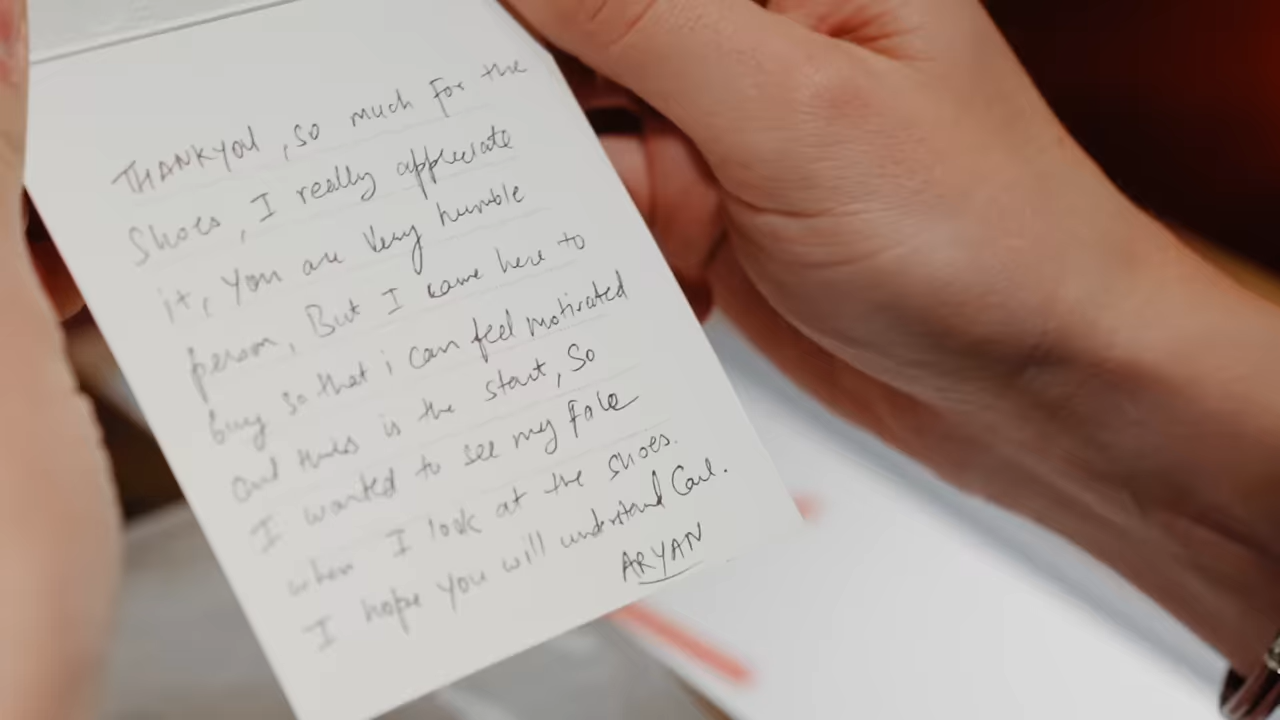 THANKYOU, SO much for the
Shoes, I really appreciate
it, You are Very humble
person, But I came here to
buy so that i can feel motivated
and this is the start, So
I wanted to see my Face
when I look at the shoes.
I hope you will understand Carl.
ARYAN